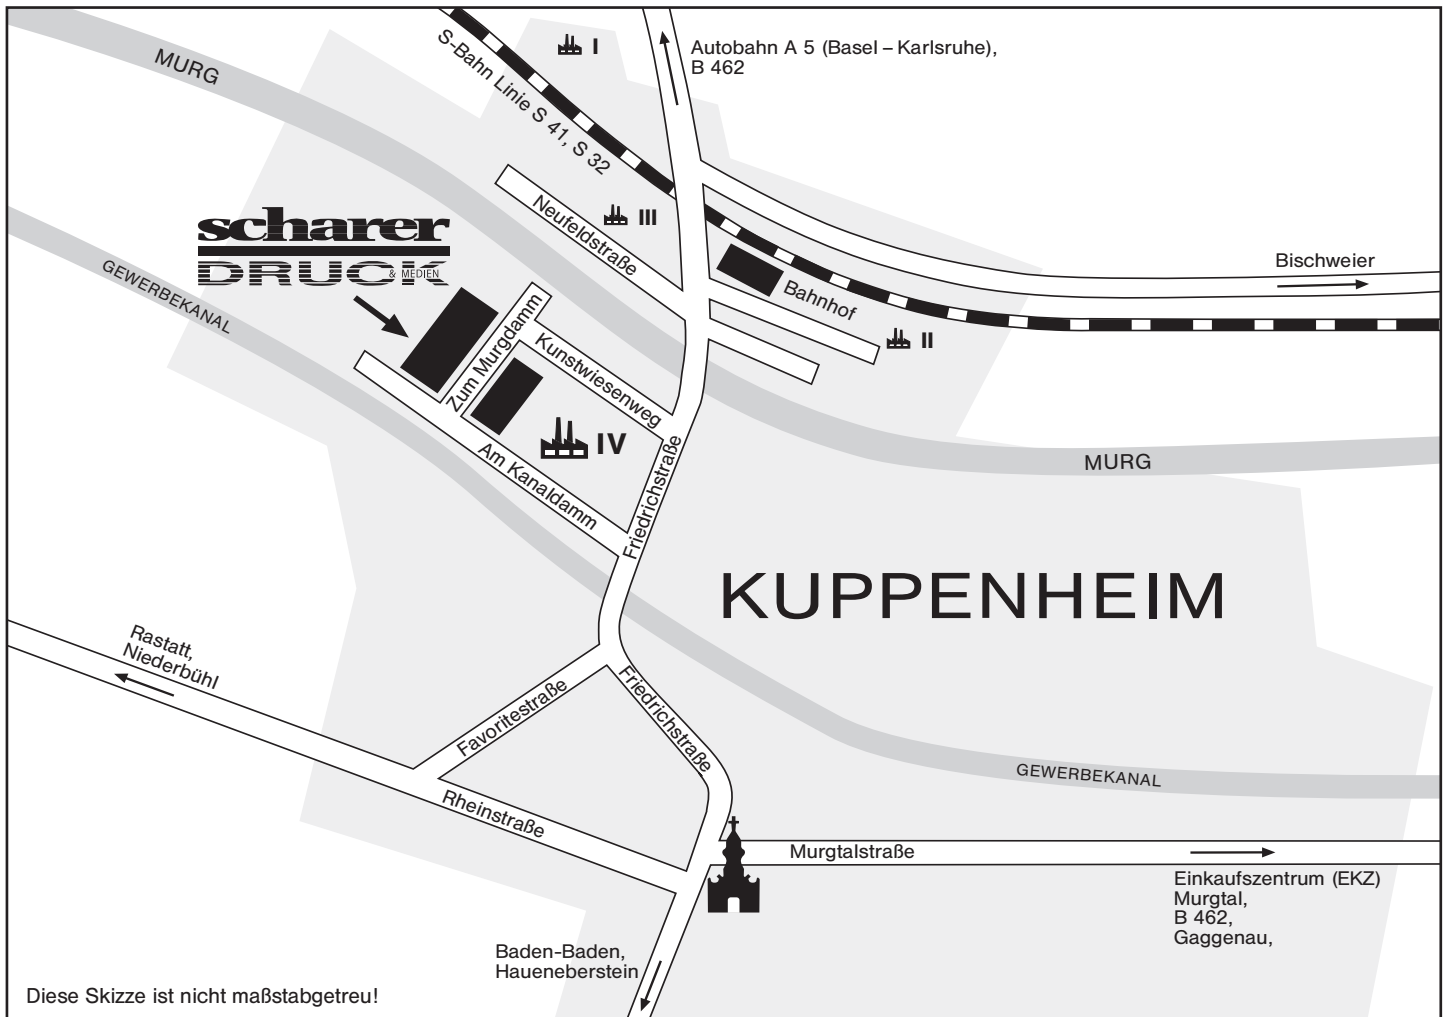 I
Autobahn A 5 (Basel – Karlsruhe),
B 462
S-Bahn Linie S 41, S 32
MURG
scharer
DRUCK
& MEDIEN
Neufeldstraße
III
Bischweier
Bahnhof
II
GEWERBEKANAL
Zum Murgdamm
Kunstwiesenweg
IV
Am Kanaldamm
Friedrichstraße
MURG
KUPPENHEIM
Rastatt,
Niederbühl
Favoritestraße
Friedrichstraße
Rheinstraße
GEWERBEKANAL
Murgtalstraße
Einkaufszentrum (EKZ)
Murgtal,
B 462,
Gaggenau,
Baden-Baden,
Haueneberstein
Diese Skizze ist nicht maßstabgetreu!